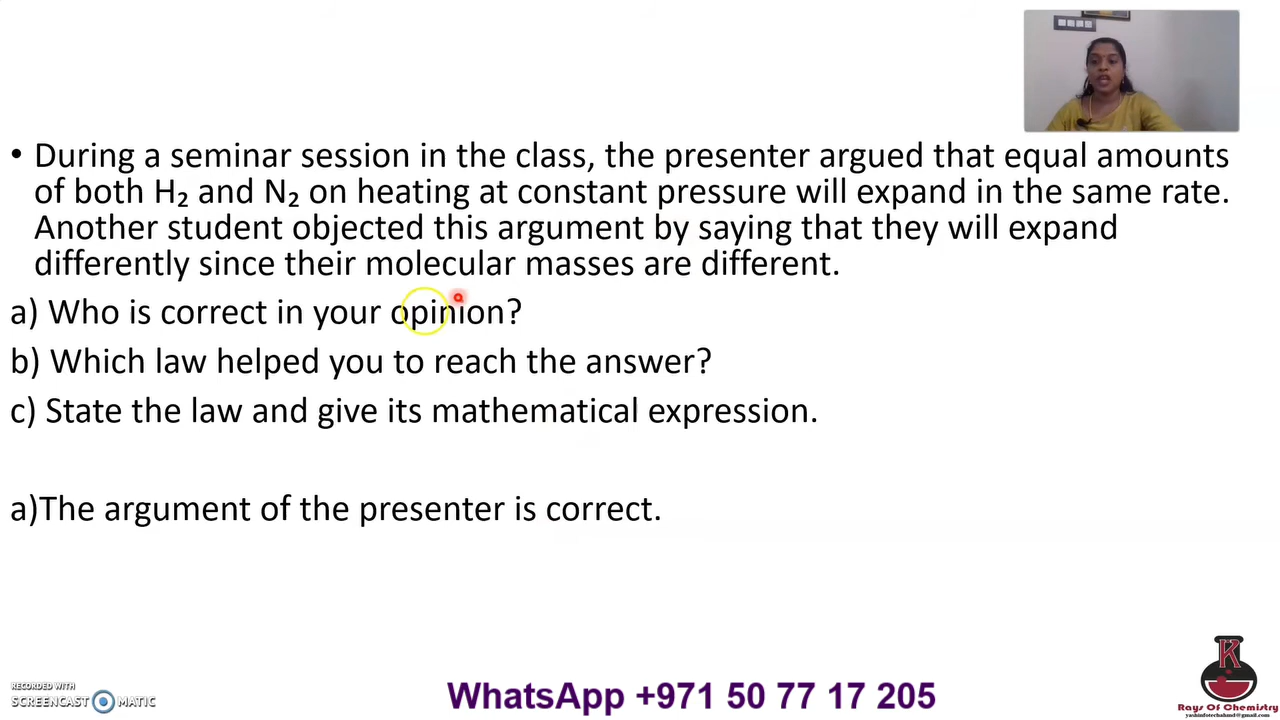 • During a seminar session in the class, the presenter argued that equal amounts
of both H₂ and N₂ on heating at constant pressure will expand in the same rate.
Another student objected this argument by saying that they will expand
differently since their molecular masses are different.
a) Who is correct in your opinion?
b) Which law helped you to reach the answer?
c) State the law and give its mathematical expression.
a)The argument of the presenter is correct.
RECORDED WITH
SCREENCAST MATIC
WhatsApp +971 50 77 17 205
K
Rays Of Chemistry
yashinfotechahmd@gmail.com